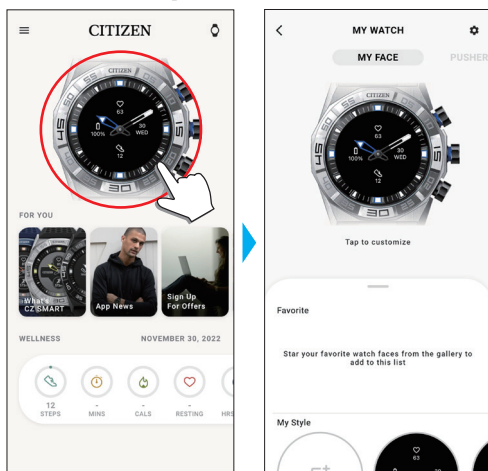 CITIZEN
CITIZEN
63
100%
30
WED
12
FOR YOU
What's
CZ SMART
App News
Sign Up
For Offers
WELLNESS
NOVEMBER 30, 2022
12
STEPS
-
MINS
-
CALS
-
RESTING
HRS
MY WATCH
MY FACE
PUSHER
CITIZEN
63
100%
30
WED
12
Tap to customize
Favorite
Star your favorite watch faces from the gallery to
add to this list
My Style
63